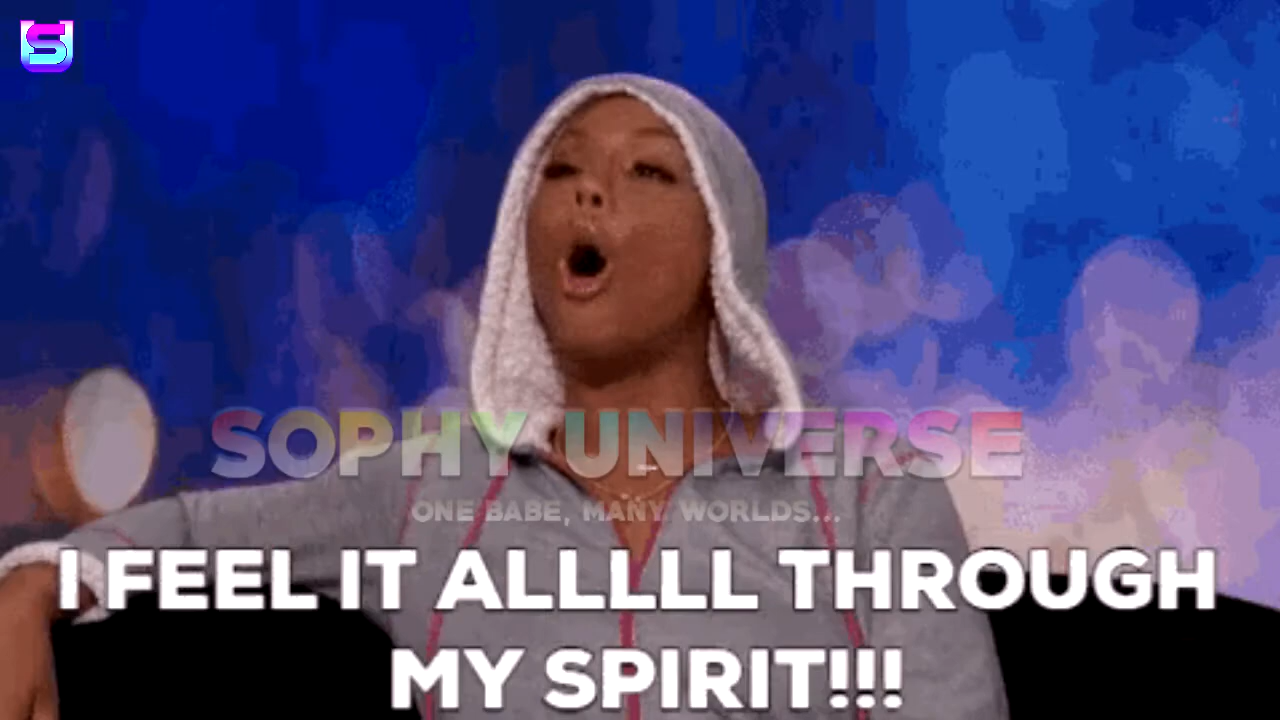 S
SOPHY UNIVERSE
ONE BABE, MANY WORLDS...
I FEEL IT ALLLLL THROUGH
MY SPIRIT!!!